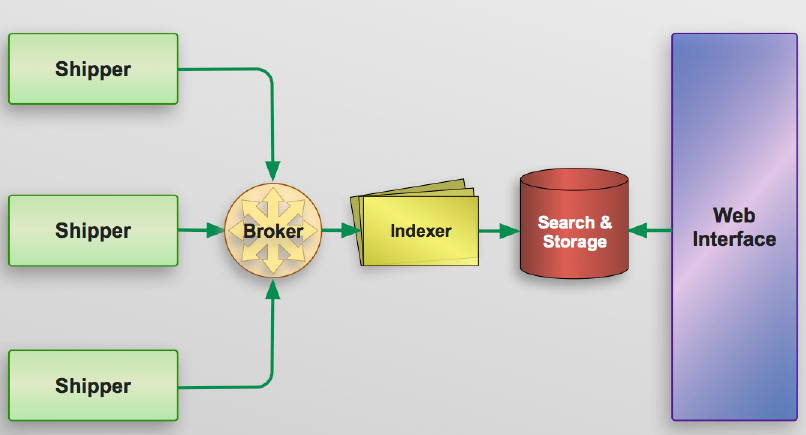 Shipper
Shipper
Broker
Indexer
Search &
Storage
Web
Interface
Shipper